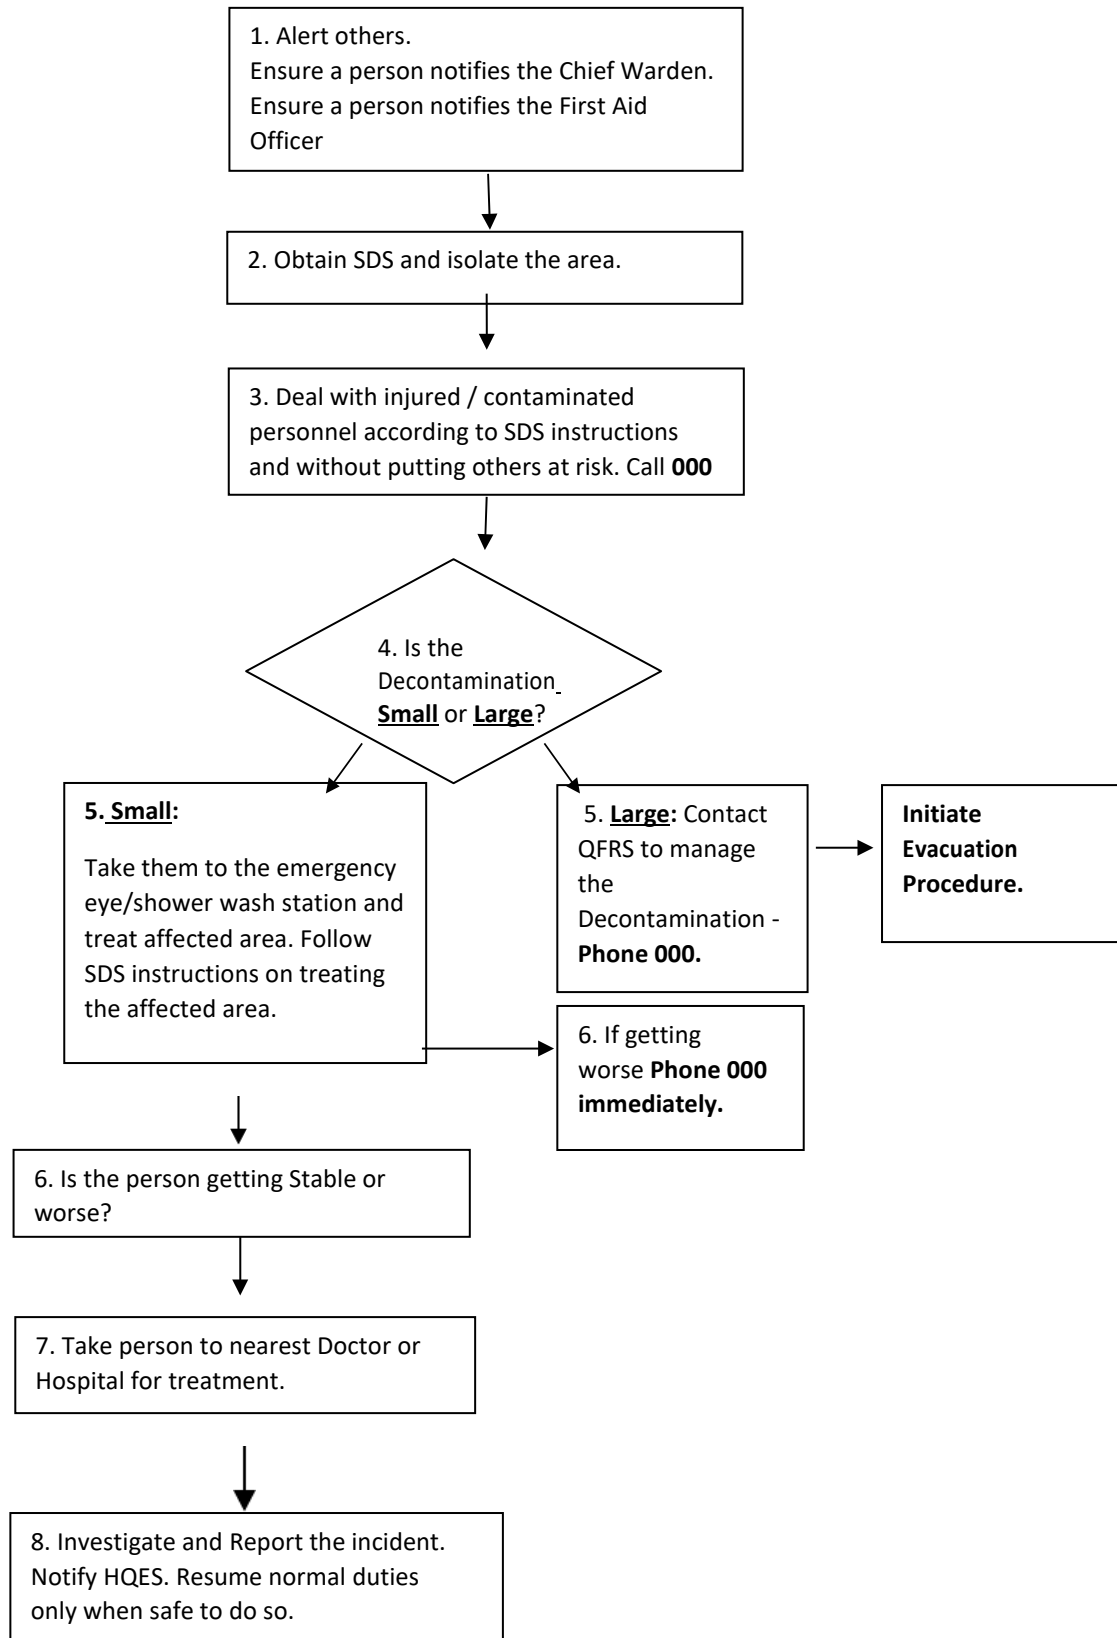 1. Alert others.
Ensure a person notifies the Chief Warden.
Ensure a person notifies the First Aid
Officer
2. Obtain SDS and isolate the area.
3. Deal with injured / contaminated
personnel according to SDS instructions
and without putting others at risk. Call 000
4. Is the
Decontamination
Small or Large?
5. Small:
Take them to the emergency
eye/shower wash station and
treat affected area. Follow
SDS instructions on treating
the affected area.
5. Large: Contact
QFRS to manage
the
Decontamination -
Phone 000.
Initiate
Evacuation
Procedure.
6. If getting
worse Phone 000
immediately.
6. Is the person getting Stable or
worse?
7. Take person to nearest Doctor or
Hospital for treatment.
8. Investigate and Report the incident.
Notify HQES. Resume normal duties
only when safe to do so.